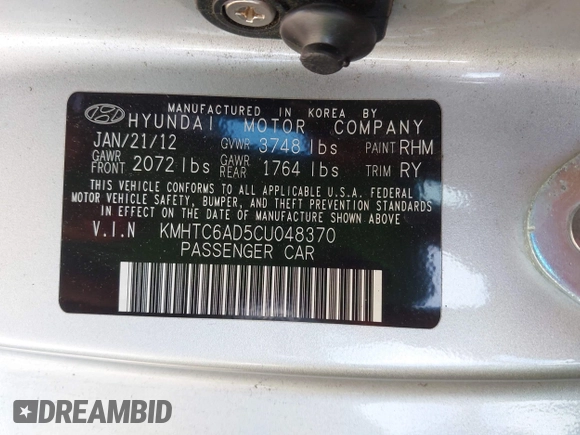 MANUFACTURED IN KOREA BY
HYUNDAI MOTOR COMPANY
JAN/21/12 GVWR 3748 lbs PAINT RHM
GAWR FRONT 2072 lbs GAWR REAR 1764 lbs TRIM RY
THIS VEHICLE CONFORMS TO ALL APPLICABLE U.S.A. FEDERAL
MOTOR VEHICLE SAFETY, BUMPER, AND THEFT PREVENTION STANDARDS
IN EFFECT ON THE DATE OF MANUFACTURE SHOWN ABOVE.
V.I.N KMHTC6AD5CU048370
PASSENGER CAR
DREAMBID